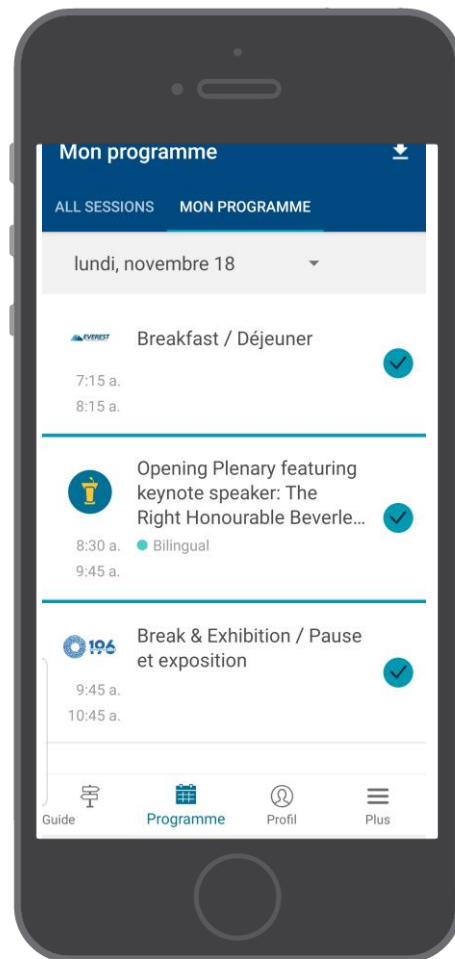 Mon programme
ALL SESSIONS MON PROGRAMME
lundi, novembre 18
EVEREST
Breakfast / Déjeuner
7:15 a.
8:15 a.
Opening Plenary featuring
keynote speaker: The
Right Honourable Beverle...
8:30 a. Bilingual
9:45 a.
196
Break & Exhibition / Pause
et exposition
9:45 a.
10:45 a.
Guide Programme Profil Plus